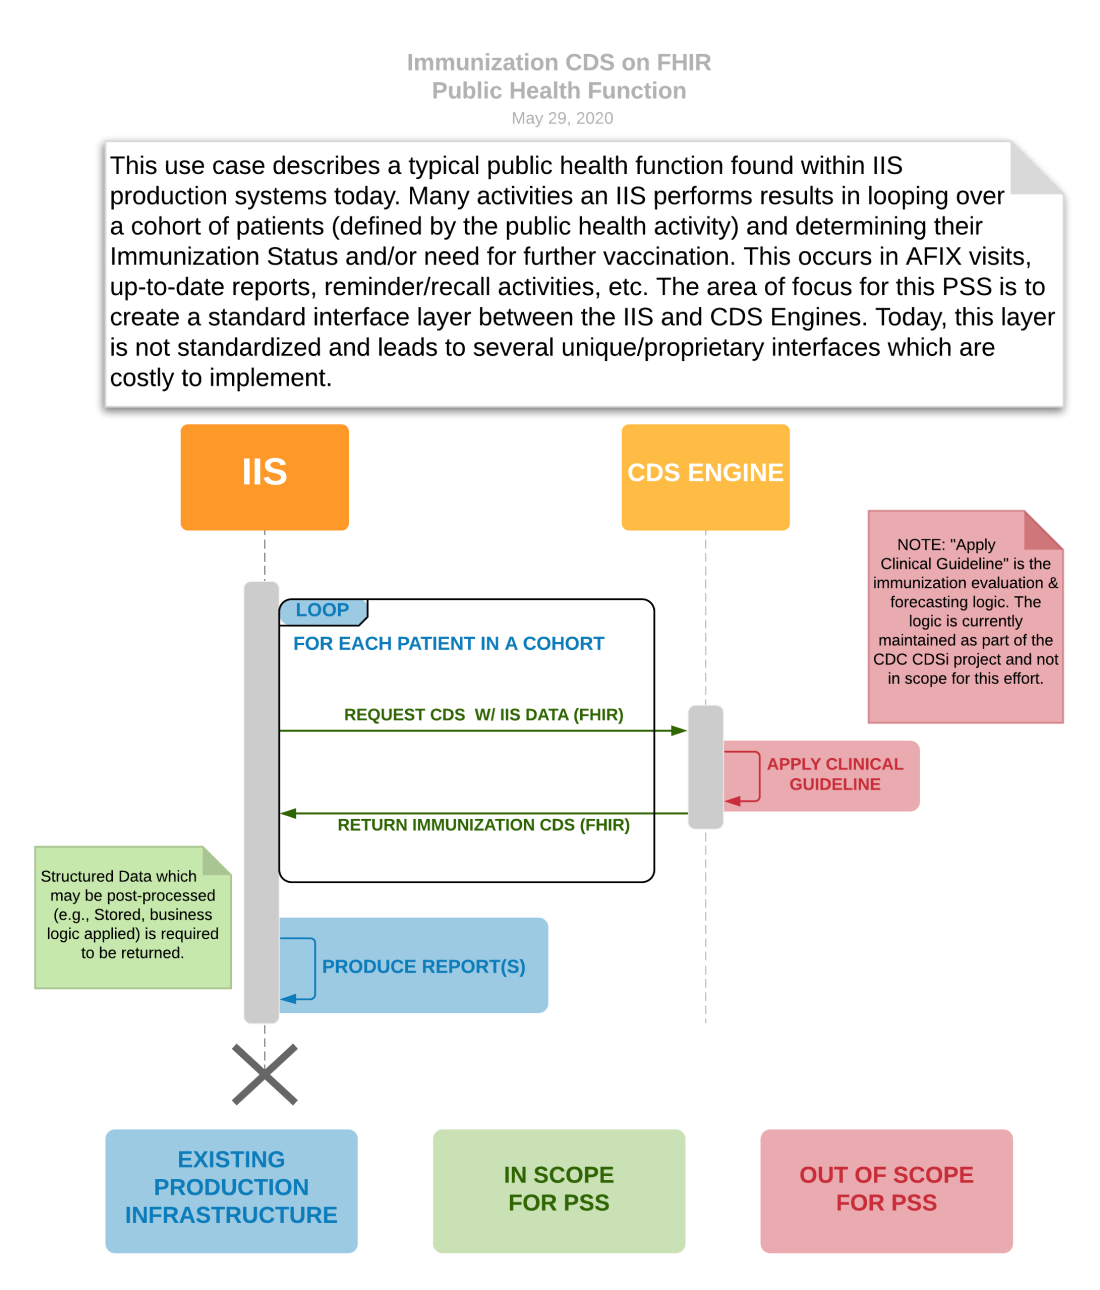 Immunization CDS on FHIR
Public Health Function
May 29, 2020
This use case describes a typical public health function found within IIS
production systems today. Many activities an IIS performs results in looping over
a cohort of patients (defined by the public health activity) and determining their
Immunization Status and/or need for further vaccination. This occurs in AFIX visits,
up-to-date reports, reminder/recall activities, etc. The area of focus for this PSS is to
create a standard interface layer between the IIS and CDS Engines. Today, this layer
is not standardized and leads to several unique/proprietary interfaces which are
costly to implement.
IIS
CDS ENGINE
NOTE: "Apply
Clinical Guideline" is the
immunization evaluation &
forecasting logic. The
logic is currently
maintained as part of the
CDC CDSi project and not
in scope for this effort.
LOOP
FOR EACH PATIENT IN A COHORT
REQUEST CDS  W/ IIS DATA (FHIR)
APPLY CLINICAL
GUIDELINE
RETURN IMMUNIZATION CDS (FHIR)
Structured Data which
may be post-processed
(e.g., Stored, business
logic applied) is required
to be returned.
PRODUCE REPORT(S)
EXISTING
PRODUCTION
INFRASTRUCTURE
IN SCOPE
FOR PSS
OUT OF SCOPE
FOR PSS